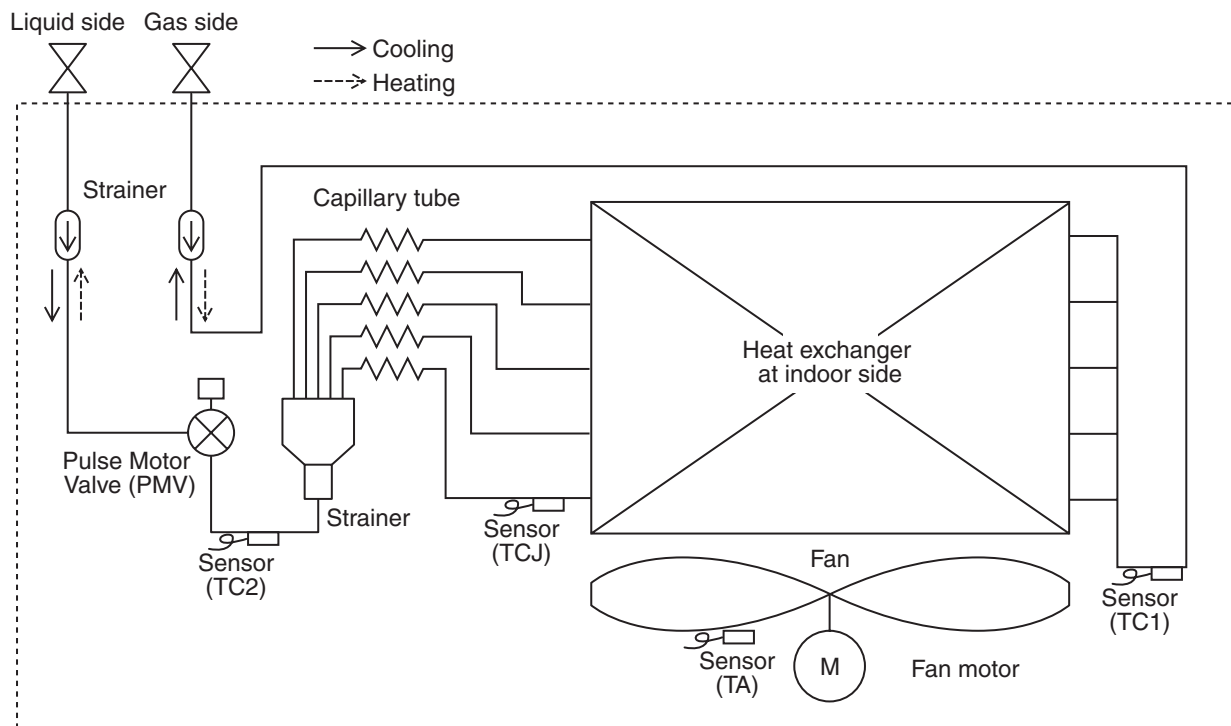 Liquid side
Gas side
Cooling
Heating
Strainer
Capillary tube
Heat exchanger
at indoor side
Pulse Motor
Valve (PMV)
Strainer
Sensor
(TCJ)
Sensor
(TC2)
Fan
Sensor
(TC1)
Sensor
(TA)
M
Fan motor